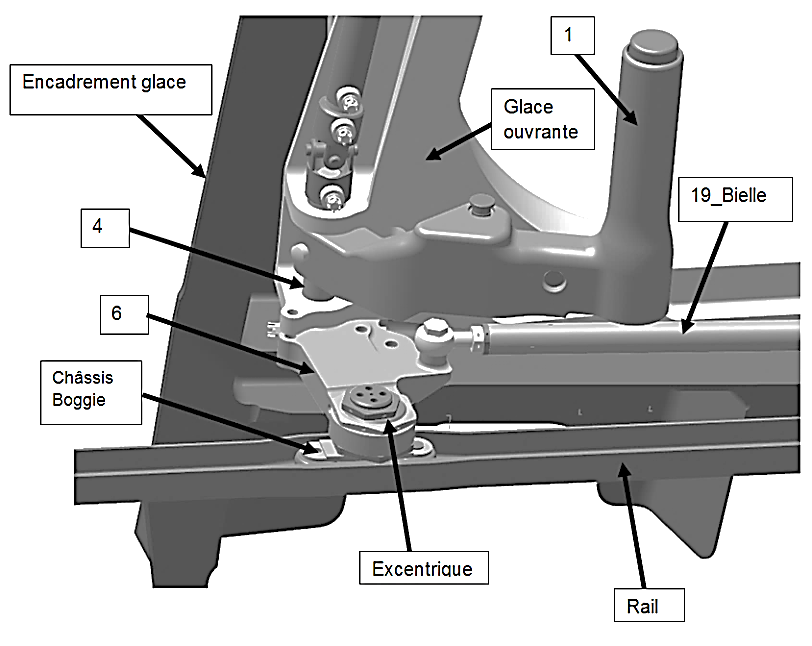 1
Encadrement glace
Glace
ouvrante
19_Bielle
4
6
Châssis
Boggie
Excentrique
Rail